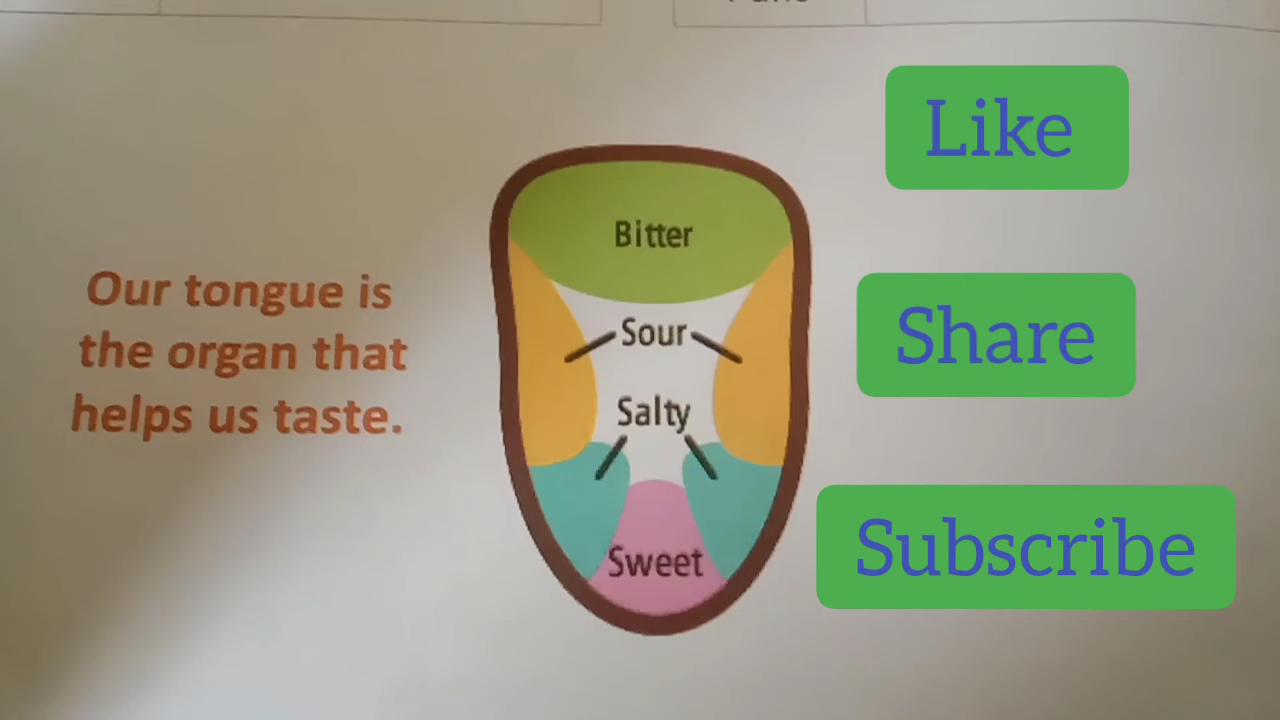 Our tongue is
the organ that
helps us taste.
Bitter
Sour
Salty
Sweet
Like
Share
Subscribe